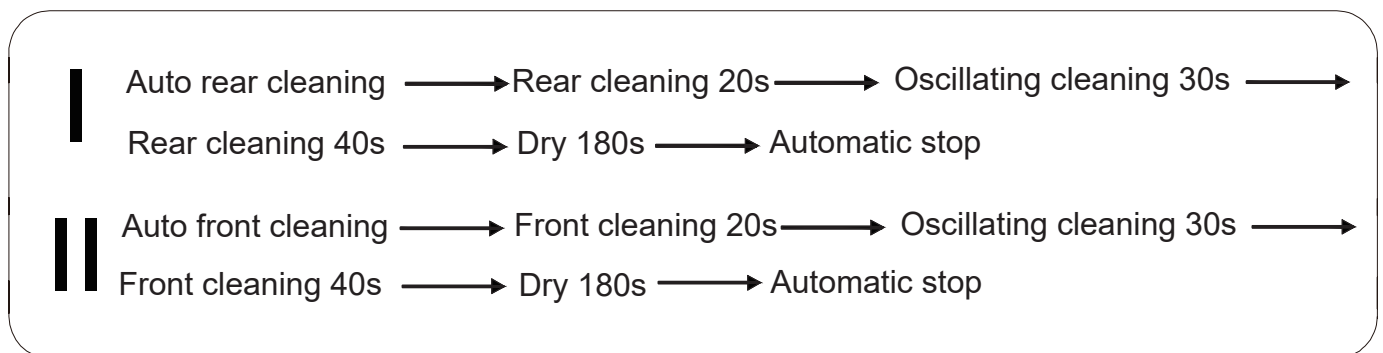 I Auto rear cleaning → Rear cleaning 20s → Oscillating cleaning 30s →
Rear cleaning 40s → Dry 180s → Automatic stop
II Auto front cleaning → Front cleaning 20s → Oscillating cleaning 30s →
Front cleaning 40s → Dry 180s → Automatic stop